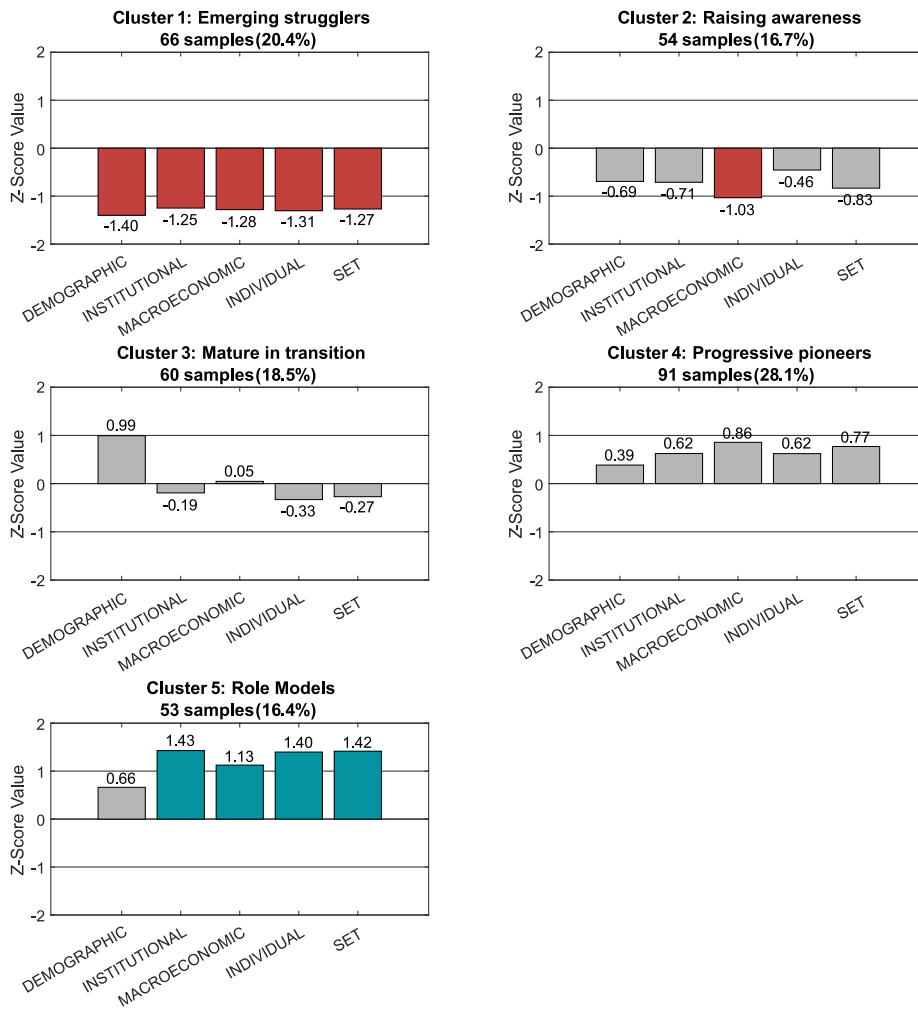 Cluster 1: Emerging strugglers
66 samples(20.4%)
2
1
0
-1
-2
Z-Score Value
-1.40
-1.25
-1.28
-1.31
-1.27
DEMOGRAPHIC
INSTITUTIONAL
MACROECONOMIC
INDIVIDUAL
SET
Cluster 2: Raising awareness
54 samples(16.7%)
2
1
0
-1
-2
Z-Score Value
-0.69
-0.71
-1.03
-0.46
-0.83
DEMOGRAPHIC
INSTITUTIONAL
MACROECONOMIC
INDIVIDUAL
SET
Cluster 3: Mature in transition
60 samples(18.5%)
2
1
0
-1
-2
Z-Score Value
0.99
-0.19
0.05
-0.33
-0.27
DEMOGRAPHIC
INSTITUTIONAL
MACROECONOMIC
INDIVIDUAL
SET
Cluster 4: Progressive pioneers
91 samples(28.1%)
2
1
0
-1
-2
Z-Score Value
0.39
0.62
0.86
0.62
0.77
DEMOGRAPHIC
INSTITUTIONAL
MACROECONOMIC
INDIVIDUAL
SET
Cluster 5: Role Models
53 samples(16.4%)
2
1
0
-1
-2
Z-Score Value
0.66
1.43
1.13
1.40
1.42
DEMOGRAPHIC
INSTITUTIONAL
MACROECONOMIC
INDIVIDUAL
SET